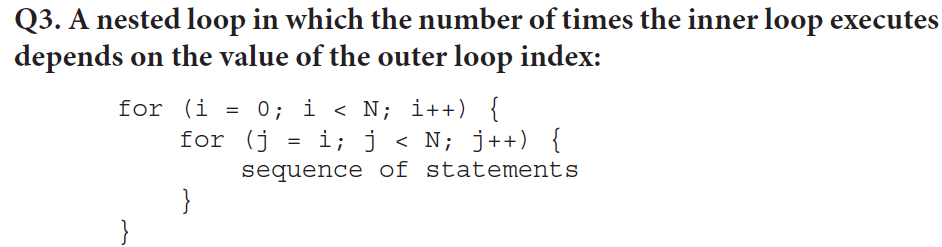 Q3. A nested loop in which the number of times the inner loop executes
depends on the value of the outer loop index:
for (i = 0; i < N; i++) {
for (j = i; j < N; j++) {
sequence of statements
}
}